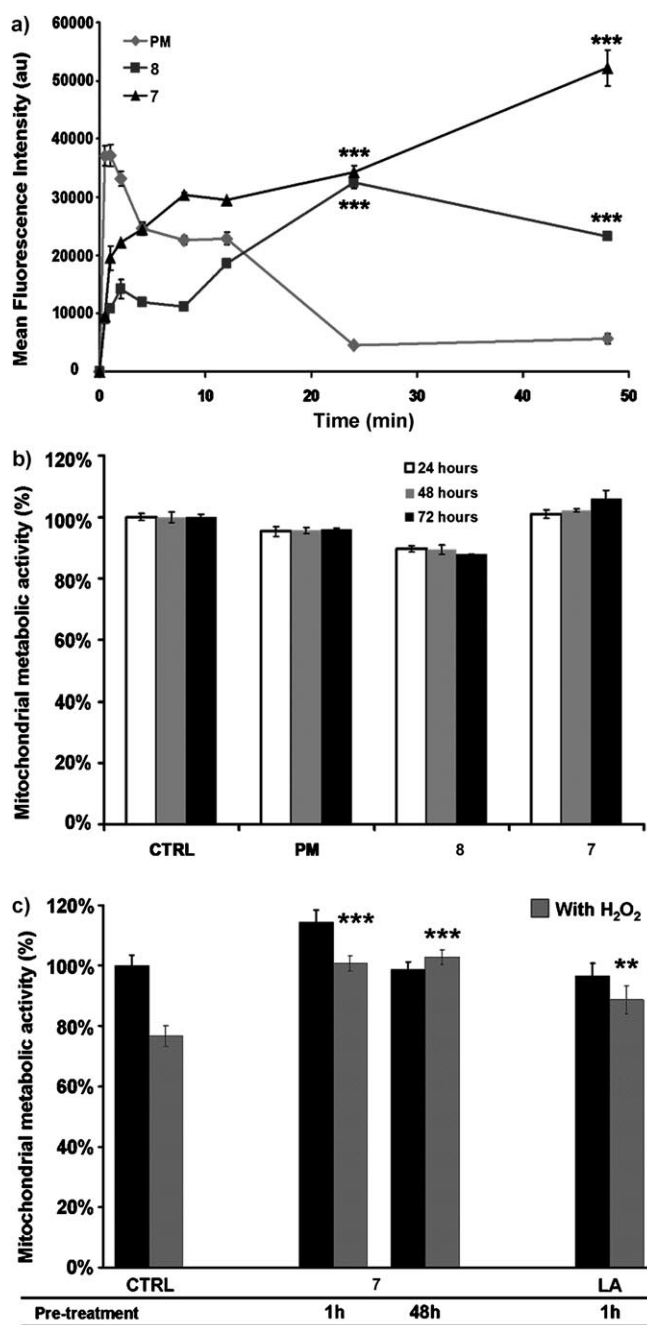 a)
Mean Fluorescence Intensity (au)
60000
50000
40000
30000
20000
10000
0
PM
8
7
***
***
***
***
0 10 20 30 40 50
Time (min)
b)
Mitochondrial metabolic activity (%)
120%
100%
80%
60%
40%
20%
0%
24 hours
48 hours
72 hours
CTRL PM 8 7
c)
Mitochondrial metabolic activity (%)
120%
100%
80%
60%
40%
20%
0%
With H₂O₂
*** *** **
CTRL 7 LA
Pre-treatment 1h 48h 1h